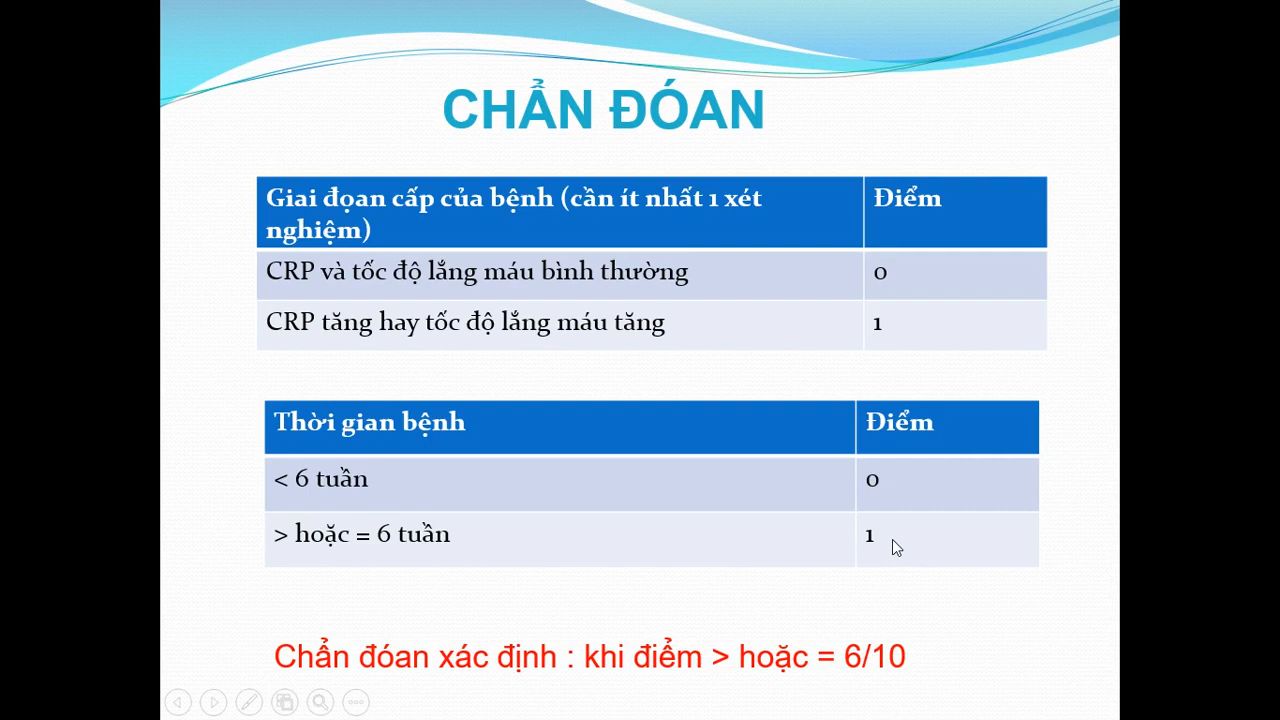 CHẨN ĐÓAN
Giai đọan cấp của bệnh (cần ít nhất 1 xét
nghiệm)
Điểm
CRP và tốc độ lắng máu bình thường
0
CRP tăng hay tốc độ lắng máu tăng
1
Thời gian bệnh
Điểm
< 6 tuần
0
> hoặc = 6 tuần
1
Chẩn đóan xác định : khi điểm > hoặc = 6/10